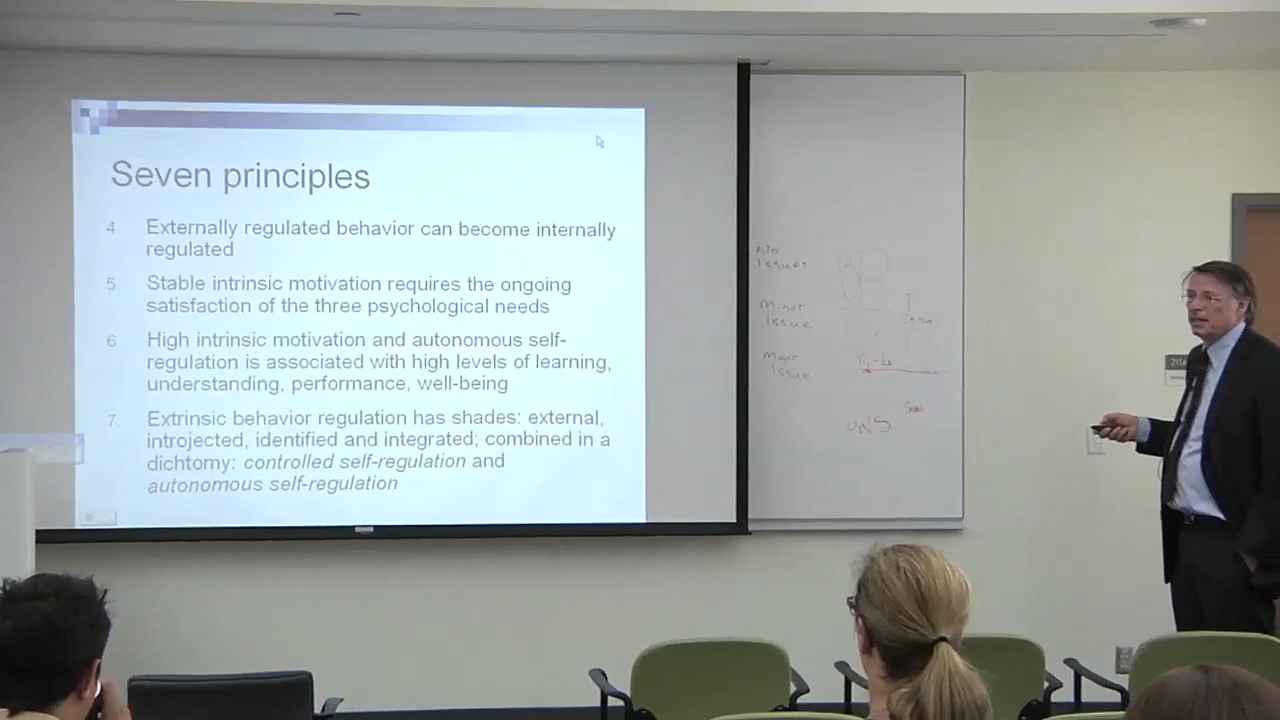 Seven principles
4 Externally regulated behavior can become internally
regulated
5 Stable intrinsic motivation requires the ongoing
satisfaction of the three psychological needs
6 High intrinsic motivation and autonomous self-
regulation is associated with high levels of learning,
understanding, performance, well-being
7. Extrinsic behavior regulation has shades: external,
introjected, identified and integrated; combined in a
dichtomy: controlled self-regulation and
autonomous self-regulation
No
Issues
Minor
Issue
Major
Issue